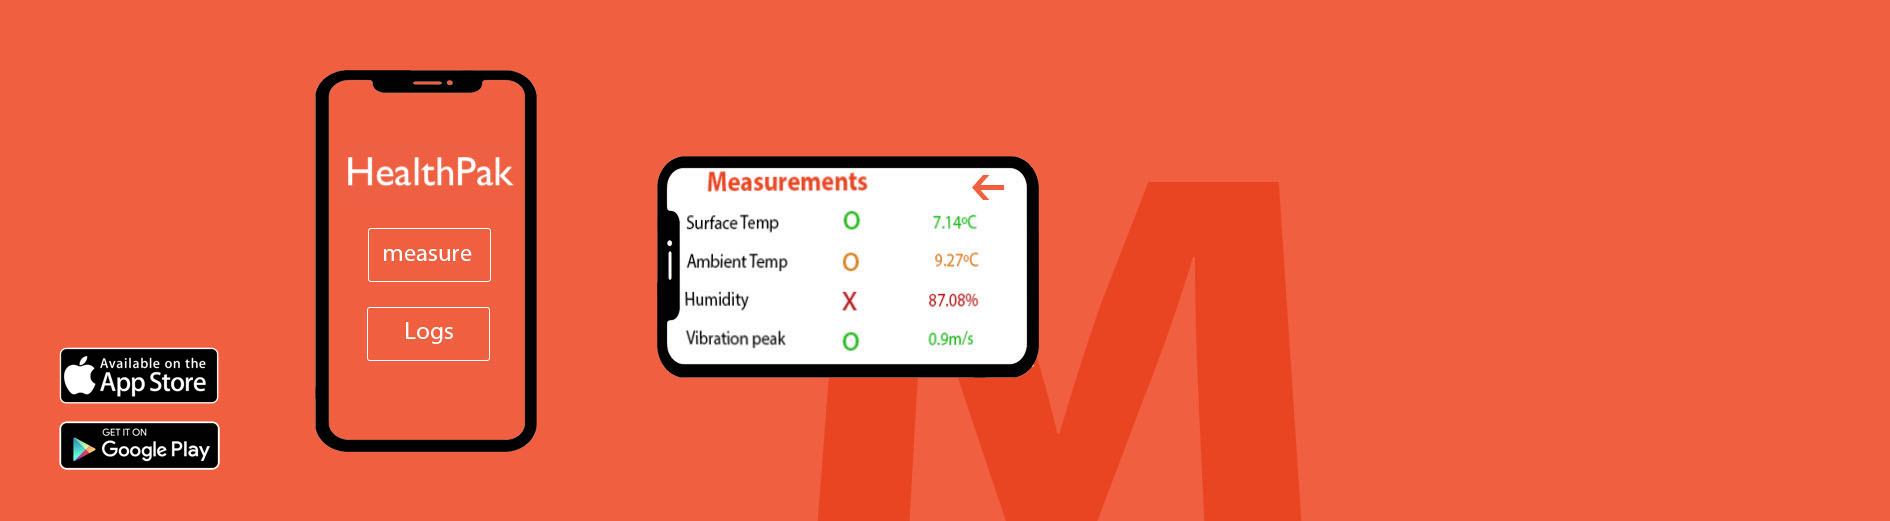 HealthPak
measure
Logs
Available on the
App Store
GET IT ON
Google Play
Measurements
Surface Temp O 7.14ºC
Ambient Temp O 9.27ºC
Humidity X 87.08%
Vibration peak O 0.9m/s
M